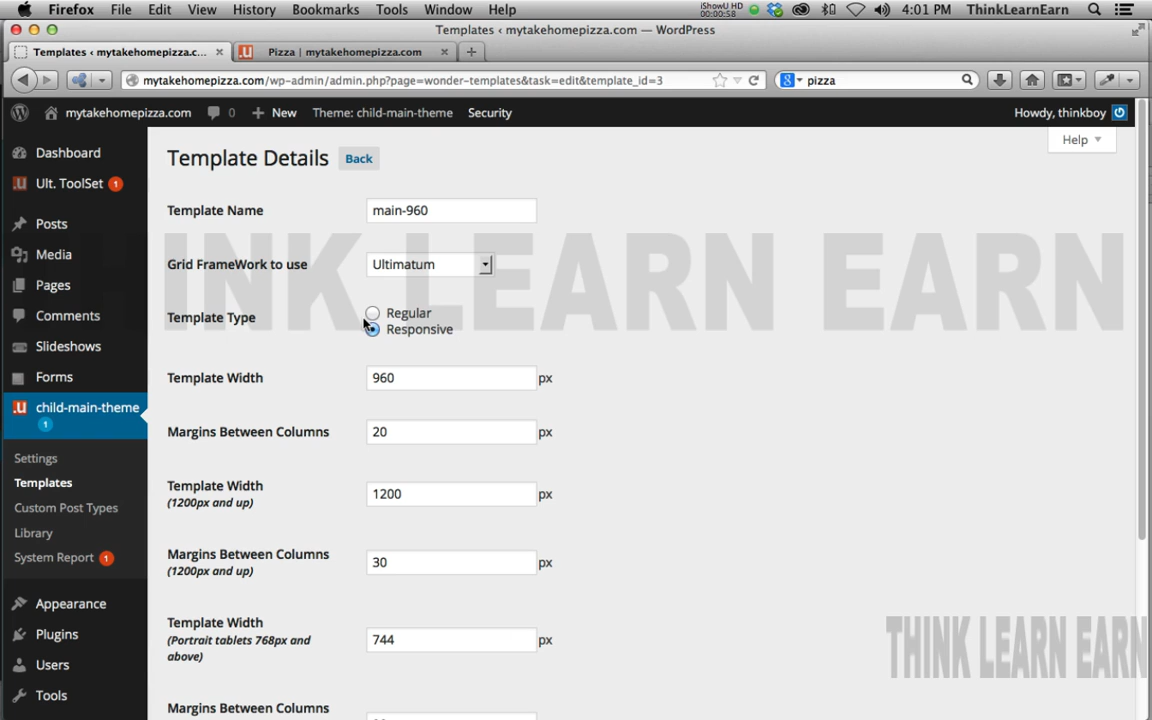 Firefox File Edit View History Bookmarks Tools Window Help iShowU HD 00:00:58 4:01 PM ThinkLearnEarn
Templates ‹ mytakehomepizza.com — WordPress
Templates ‹ mytakehomepizza.c... × Pizza | mytakehomepizza.com × +
mytakehomepizza.com/wp-admin/admin.php?page=wonder-templates&task=edit&template_id=3 pizza
mytakehomepizza.com 0 + New Theme: child-main-theme Security Howdy, thinkboy
Help
Dashboard
Ult. ToolSet 1
Posts
Media
Pages
Comments
Slideshows
Forms
child-main-theme
1
Settings
Templates
Custom Post Types
Library
System Report 1
Appearance
Plugins
Users
Tools
Template Details Back
Template Name main-960
Grid FrameWork to use Ultimatum
THINK LEARN EARN
Template Type Regular
Responsive
Template Width 960 px
Margins Between Columns 20 px
Template Width
(1200px and up) 1200 px
Margins Between Columns
(1200px and up) 30 px
Template Width
(Portrait tablets 768px and
above) 744 px
Margins Between Columns
THINK LEARN EARN